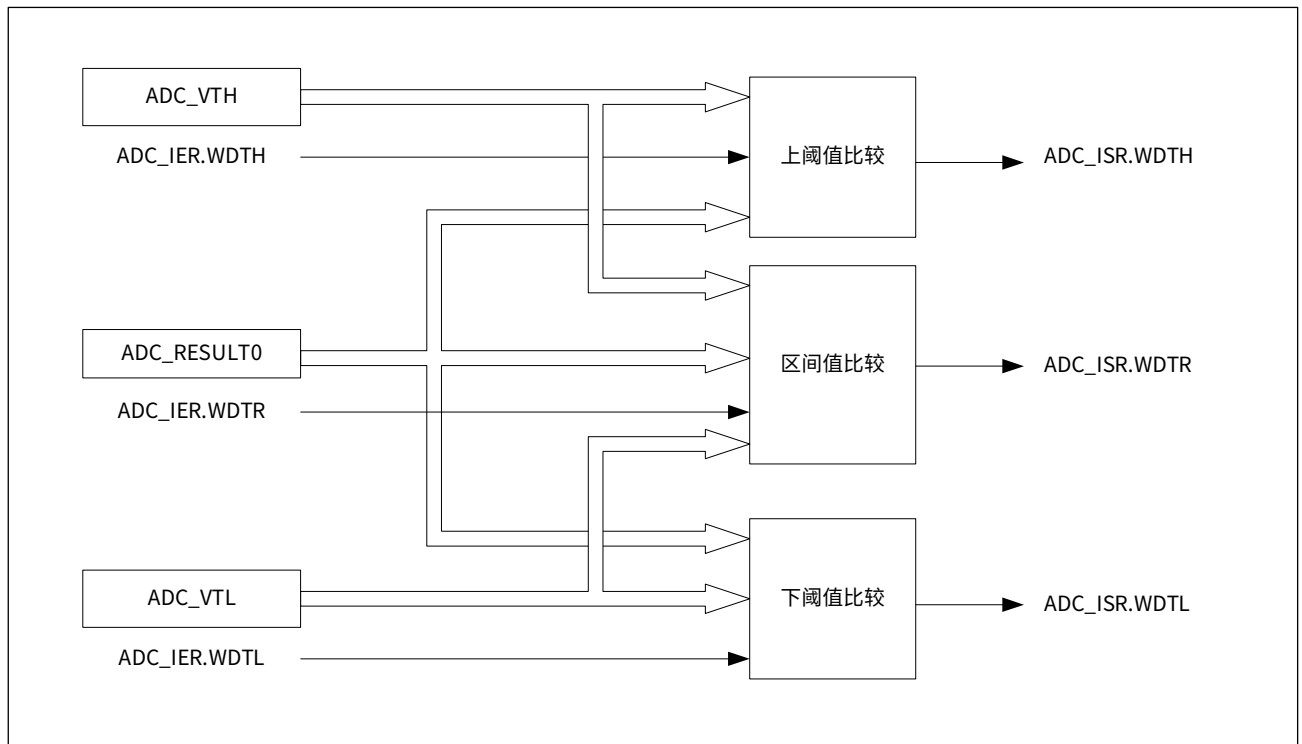 ADC_VTH
ADC_IER.WDTH
上阈值比较
ADC_ISR.WDTH
ADC_RESULT0
ADC_IER.WDTR
区间值比较
ADC_ISR.WDTR
ADC_VTL
ADC_IER.WDTL
下阈值比较
ADC_ISR.WDTL